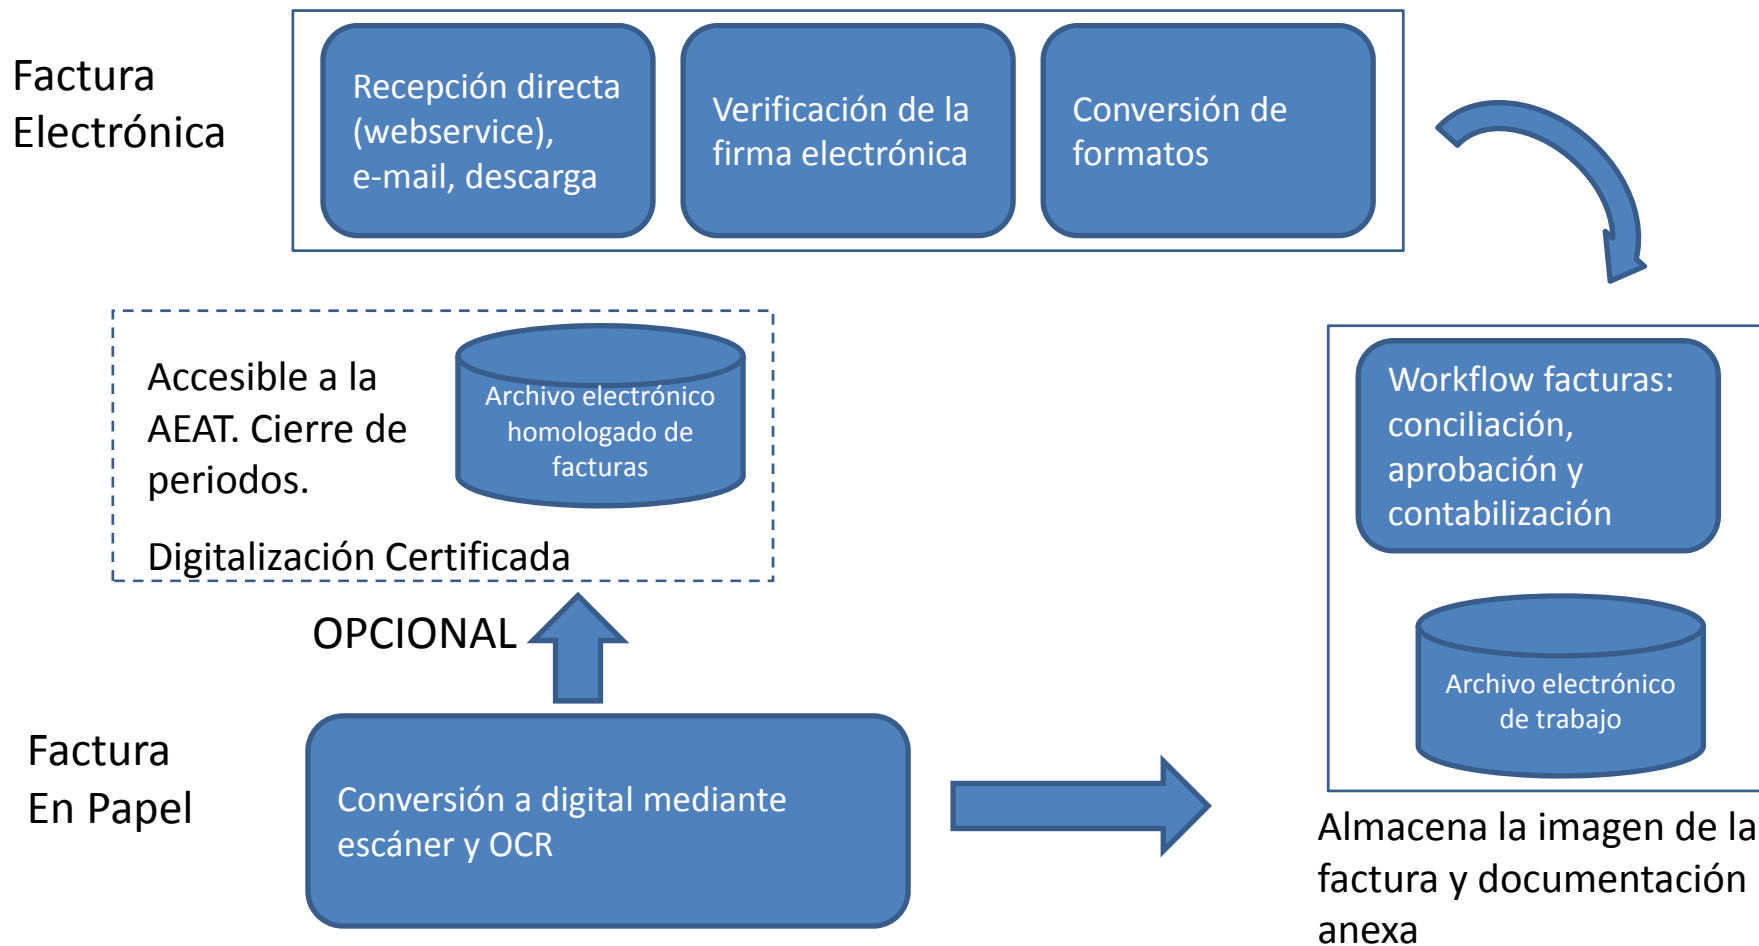 Factura
Electrónica
Recepción directa
(webservice),
e-mail, descarga
Verificación de la
firma electrónica
Conversión de
formatos
Accesible a la
AEAT. Cierre de
periodos.
Digitalización Certificada
Archivo electrónico
homologado de
facturas
Workflow facturas:
conciliación,
aprobación y
contabilización
Archivo electrónico
de trabajo
OPCIONAL
Factura
En Papel
Conversión a digital mediante
escáner y OCR
Almacena la imagen de la
factura y documentación
anexa